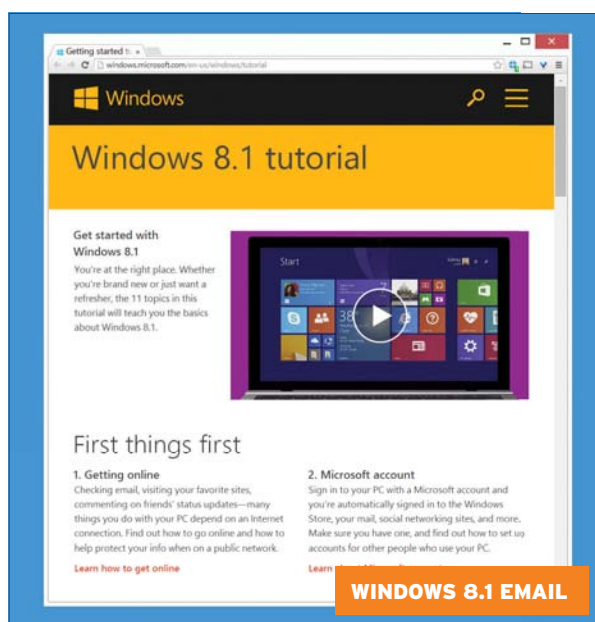 Getting started t
windows.microsoft.com/en-us/windows/tutorial
Windows
Windows 8.1 tutorial
Get started with
Windows 8.1
You're at the right place. Whether
you're brand new or just want a
refresher, the 11 topics in this
tutorial will teach you the basics
about Windows 8.1.
Start
38°
First things first
1. Getting online
Checking email, visiting your favorite sites,
commenting on friends' status updates—many
things you do with your PC depend on an Internet
connection. Find out how to go online and how to
help protect your info when on a public network.
Learn how to get online
2. Microsoft account
Sign in to your PC with a Microsoft account and
you're automatically signed in to the Windows
Store, your mail, social networking sites, and more.
Make sure you have one, and find out how to set up
accounts for other people who use your PC.
Learn
WINDOWS 8.1 EMAIL